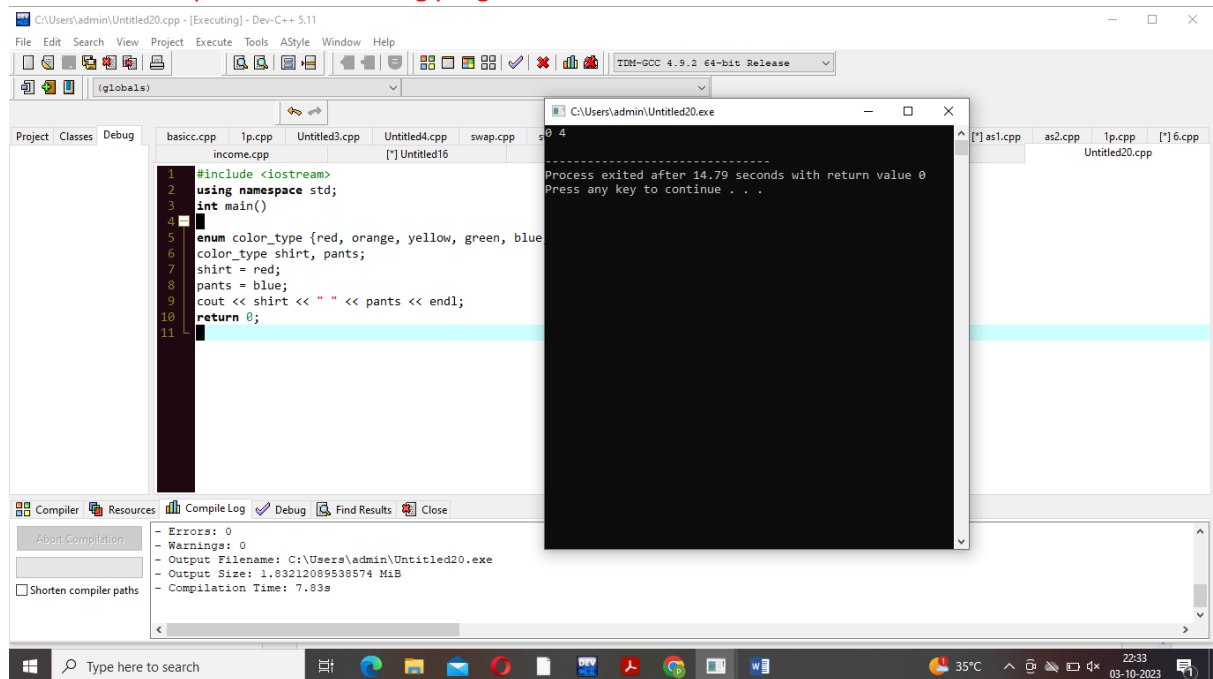 C:\Users\admin\Untitled20.cpp - [Executing] - Dev-C++ 5.11
File Edit Search View Project Execute Tools AStyle Window Help
TDM-GCC 4.9.2 64-bit Release
(globals)
Project Classes Debug
basicc.cpp 1p.cpp Untitled3.cpp Untitled4.cpp swap.cpp [*] as1.cpp as2.cpp 1p.cpp [*] 6.cpp
income.cpp [*] Untitled16 Untitled20.cpp
1 #include <iostream>
2 using namespace std;
3 int main()
4
5 enum color_type {red, orange, yellow, green, blue
6 color_type shirt, pants;
7 shirt = red;
8 pants = blue;
9 cout << shirt << " " << pants << endl;
10 return 0;
11
C:\Users\admin\Untitled20.exe
0 4
--------------------------------
Process exited after 14.79 seconds with return value 0
Press any key to continue . . .
Compiler Resources Compile Log Debug Find Results Close
Abort Compilation
Shorten compiler paths
- Errors: 0
- Warnings: 0
- Output Filename: C:\Users\admin\Untitled20.exe
- Output Size: 1.83212089538574 MiB
- Compilation Time: 7.83s
Type here to search
DEV
35°C
22:33
03-10-2023